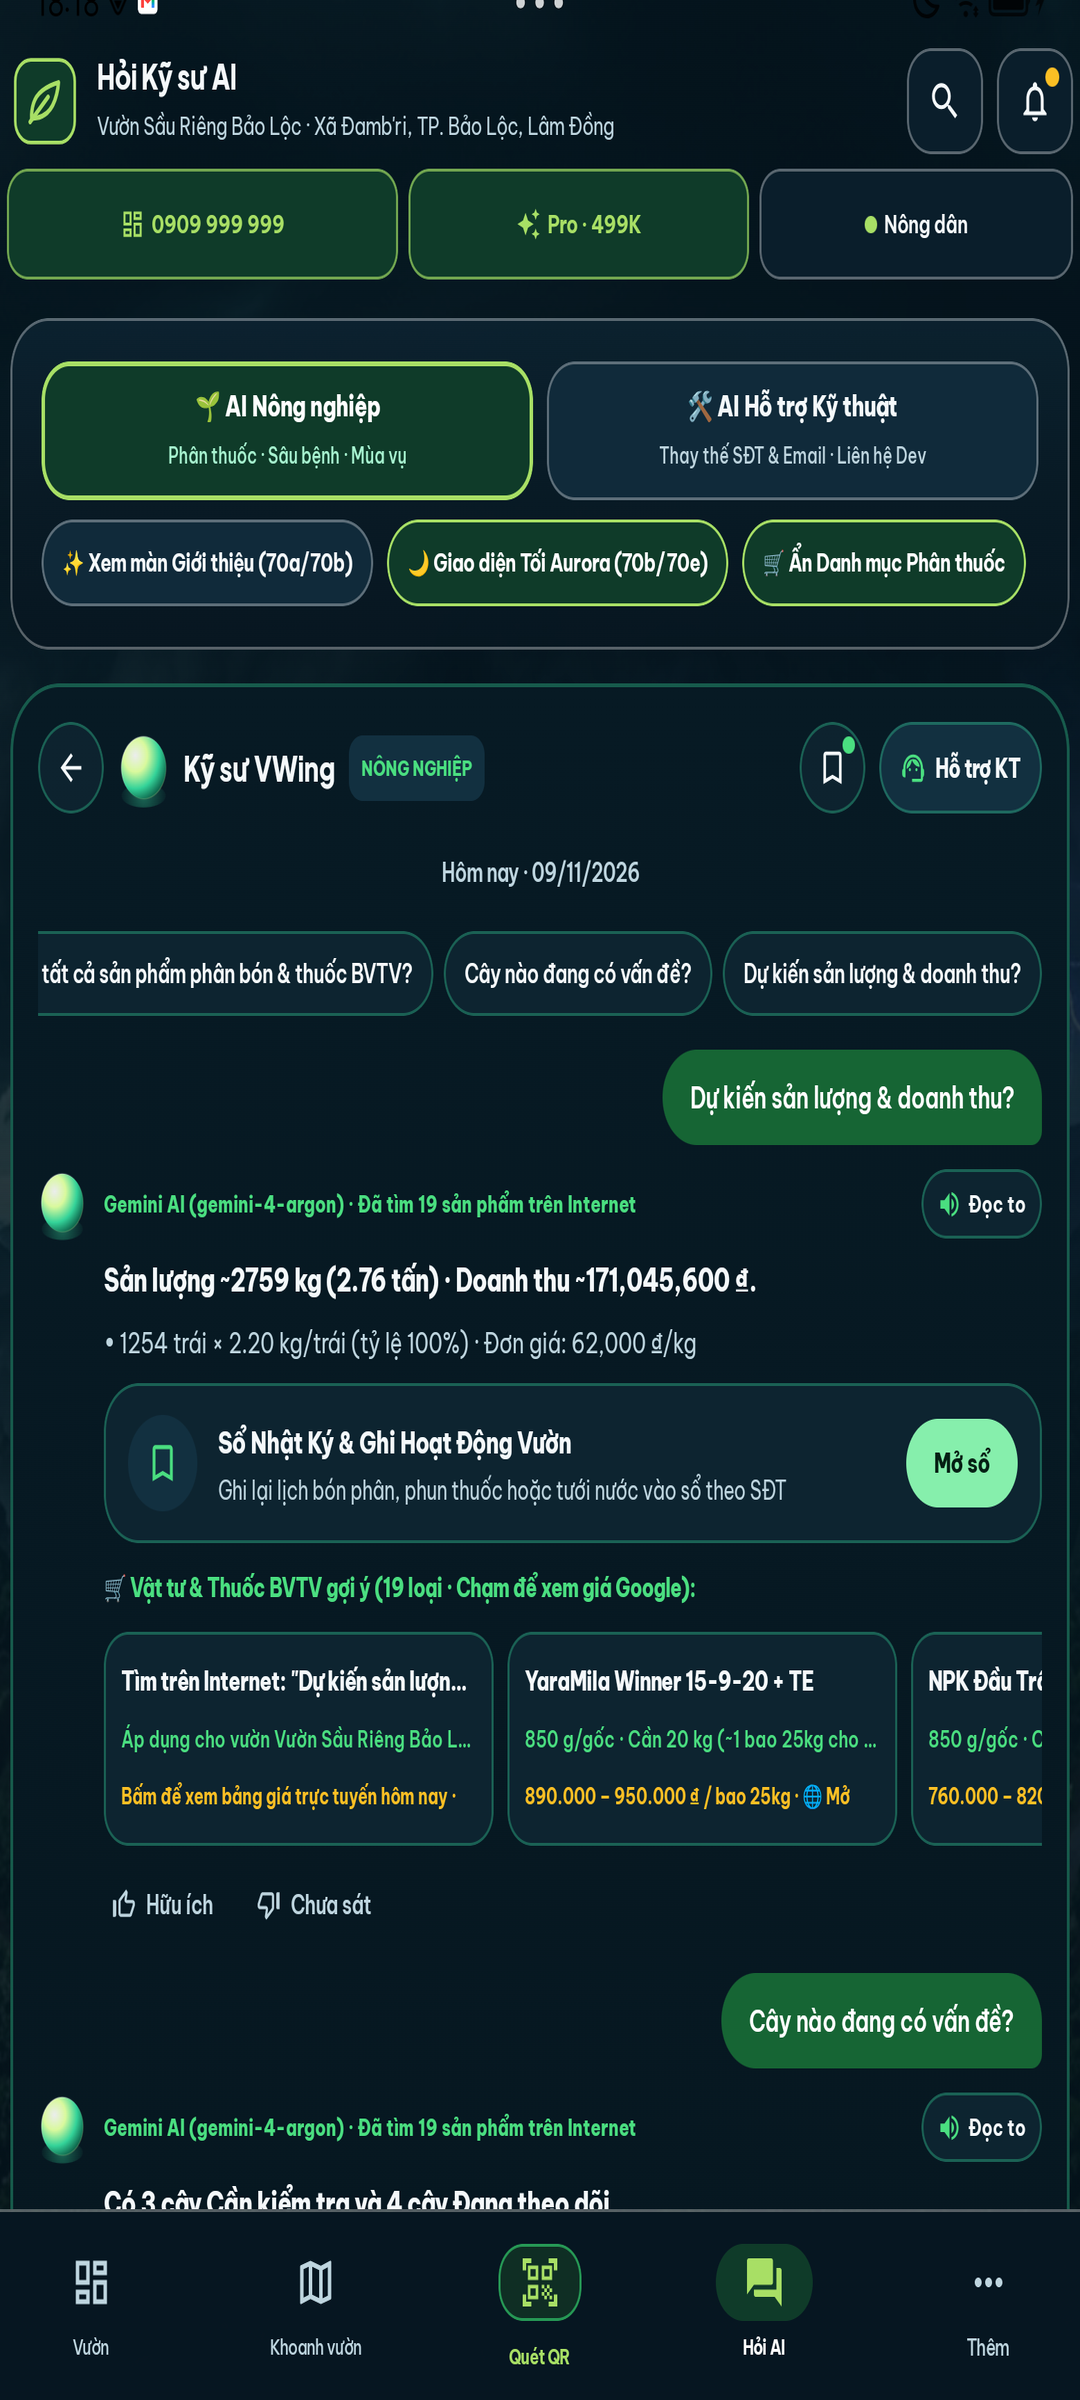 Hỏi Kỹ sư AI
Vườn Sầu Riêng Bảo Lộc · Xã Đamb'ri, TP. Bảo Lộc, Lâm Đồng
0909 999 999
Pro · 499K
Nông dân
🌱 AI Nông nghiệp
Phân thuốc · Sâu bệnh · Mùa vụ
🛠️ AI Hỗ trợ Kỹ thuật
Thay thế SĐT & Email · Liên hệ Dev
✨ Xem màn Giới thiệu (70a/70b)
🌙 Giao diện Tối Aurora (70b/70e)
🛒 Ẩn Danh mục Phân thuốc
Kỹ sư VWing
NÔNG NGHIỆP
Hỗ trợ KT
Hôm nay · 09/11/2026
tất cả sản phẩm phân bón & thuốc BVTV?
Cây nào đang có vấn đề?
Dự kiến sản lượng & doanh thu?
Dự kiến sản lượng & doanh thu?
Gemini AI (gemini-4-argon) · Đã tìm 19 sản phẩm trên Internet
Đọc to
Sản lượng ~2759 kg (2.76 tấn) · Doanh thu ~171,045,600 ₫.
• 1254 trái × 2.20 kg/trái (tỷ lệ 100%) · Đơn giá: 62,000 ₫/kg
Sổ Nhật Ký & Ghi Hoạt Động Vườn
Ghi lại lịch bón phân, phun thuốc hoặc tưới nước vào sổ theo SĐT
Mở sổ
🛒 Vật tư & Thuốc BVTV gợi ý (19 loại · Chạm để xem giá Google):
Tìm trên Internet: "Dự kiến sản lượn...
Áp dụng cho vườn Vườn Sầu Riêng Bảo L...
Bấm để xem bảng giá trực tuyến hôm nay ·
YaraMila Winner 15-9-20 + TE
850 g/gốc · Cần 20 kg (~1 bao 25kg cho ...
890.000 – 950.000 ₫ / bao 25kg · 🌐 Mở
NPK Đầu
850 g/gốc ·
760.000 –
Hữu ích
Chưa sát
Cây nào đang có vấn đề?
Gemini AI (gemini-4-argon) · Đã tìm 19 sản phẩm trên Internet
Đọc to
Có 3 cây Cần kiểm tra và 4 cây Đang theo dõi
Vườn
Khoanh vườn
Quét QR
Hỏi AI
Thêm